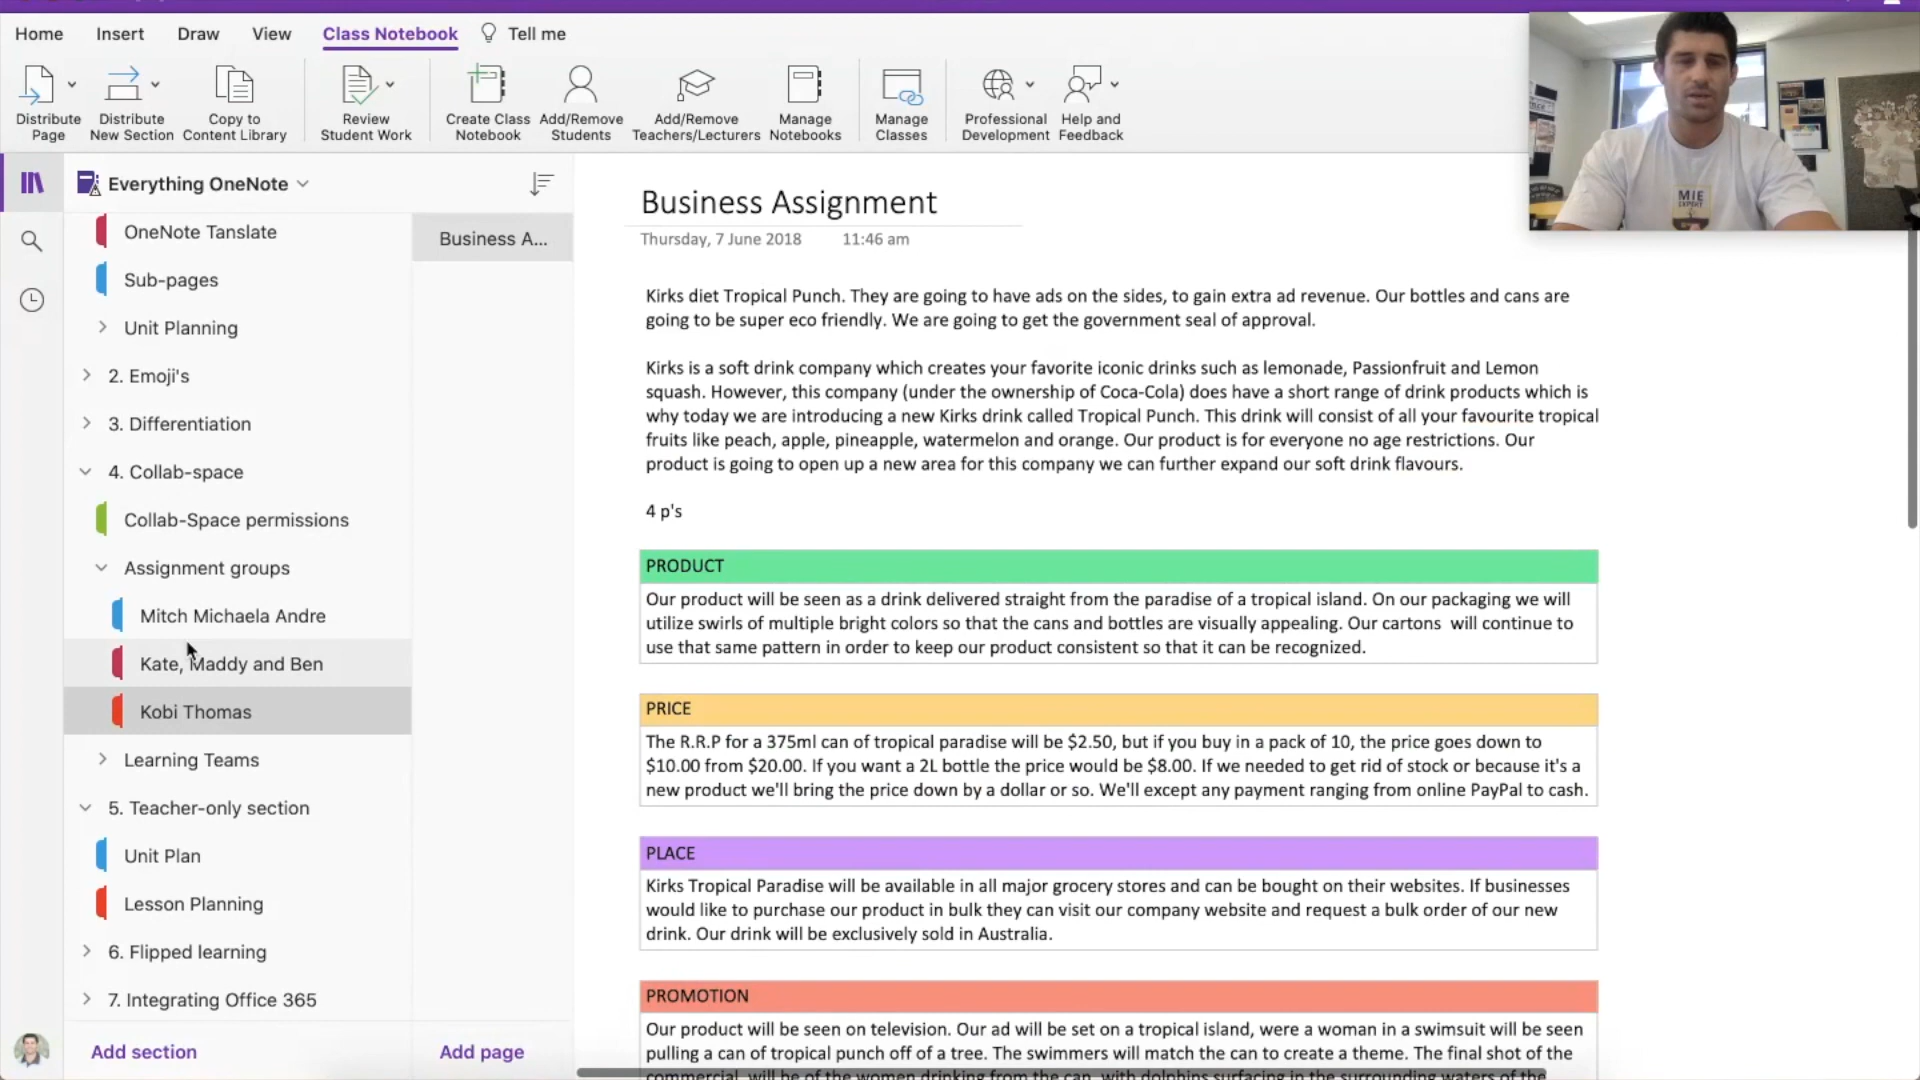 Home Insert Draw View Class Notebook Tell me
Distribute Page
Distribute New Section
Copy to Content Library
Review Student Work
Create Class Notebook
Add/Remove Students
Add/Remove Teachers/Lecturers
Manage Notebooks
Manage Classes
Professional Development
Help and Feedback
MIE
EXPERT
Everything OneNote
OneNote Tanslate
Sub-pages
Unit Planning
2. Emoji's
3. Differentiation
4. Collab-space
Collab-Space permissions
Assignment groups
Mitch Michaela Andre
Kate, Maddy and Ben
Kobi Thomas
Learning Teams
5. Teacher-only section
Unit Plan
Lesson Planning
6. Flipped learning
7. Integrating Office 365
Add section
Business A...
Add page
Business Assignment
Thursday, 7 June 2018 11:46 am
Kirks diet Tropical Punch. They are going to have ads on the sides, to gain extra ad revenue. Our bottles and cans are
going to be super eco friendly. We are going to get the government seal of approval.
Kirks is a soft drink company which creates your favorite iconic drinks such as lemonade, Passionfruit and Lemon
squash. However, this company (under the ownership of Coca-Cola) does have a short range of drink products which is
why today we are introducing a new Kirks drink called Tropical Punch. This drink will consist of all your favourite tropical
fruits like peach, apple, pineapple, watermelon and orange. Our product is for everyone no age restrictions. Our
product is going to open up a new area for this company we can further expand our soft drink flavours.
4 p's
PRODUCT
Our product will be seen as a drink delivered straight from the paradise of a tropical island. On our packaging we will
utilize swirls of multiple bright colors so that the cans and bottles are visually appealing. Our cartons will continue to
use that same pattern in order to keep our product consistent so that it can be recognized.
PRICE
The R.R.P for a 375ml can of tropical paradise will be $2.50, but if you buy in a pack of 10, the price goes down to
$10.00 from $20.00. If you want a 2L bottle the price would be $8.00. If we needed to get rid of stock or because it's a
new product we'll bring the price down by a dollar or so. We'll except any payment ranging from online PayPal to cash.
PLACE
Kirks Tropical Paradise will be available in all major grocery stores and can be bought on their websites. If businesses
would like to purchase our product in bulk they can visit our company website and request a bulk order of our new
drink. Our drink will be exclusively sold in Australia.
PROMOTION
Our product will be seen on television. Our ad will be set on a tropical island, were a woman in a swimsuit will be seen
pulling a can of tropical punch off of a tree. The swimmers will match the can to create a theme. The final shot of the
commercial, will be of the women drinking from the can, with dolphins surfacing in the surrounding waters of the